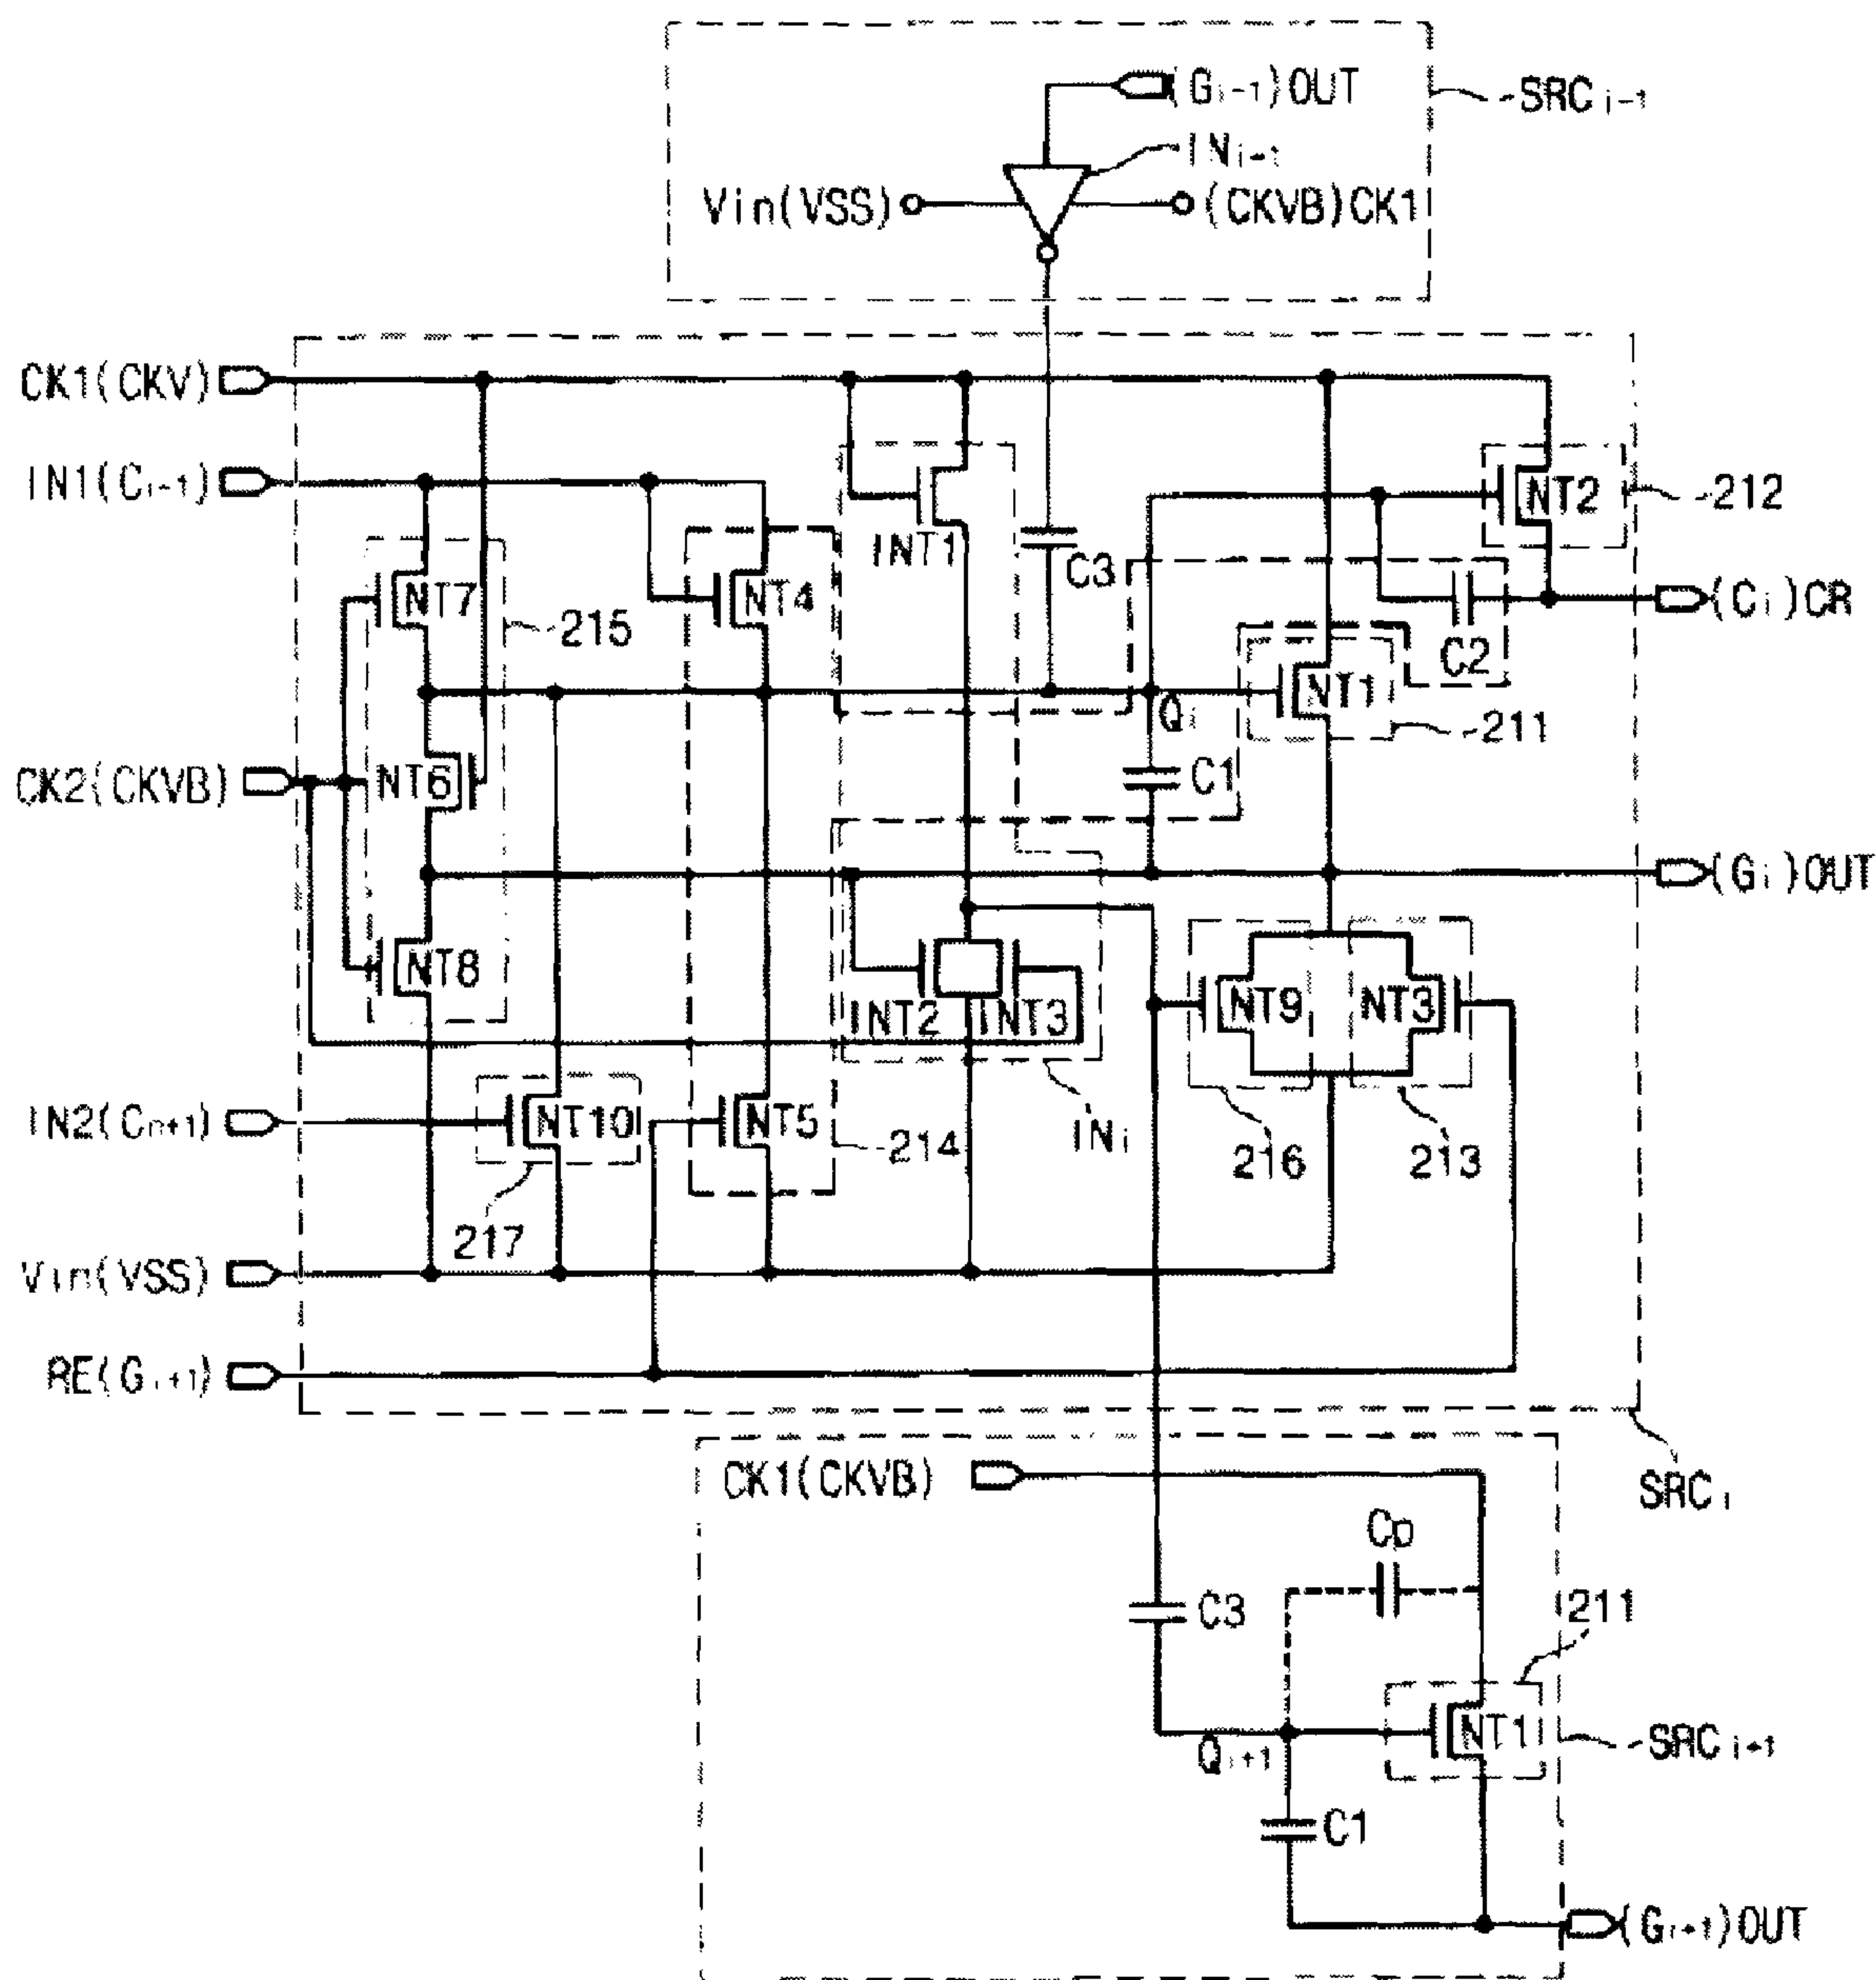 (Gi-1)OUT
SRCi-1
INi-1
Vin(VSS)
(CKVB)CK1
CK1(CKV)
IN1(Ci-1)
NT2
212
INT1
C3
NT7
NT4
215
(Ci)CR
C2
NT1
Qi
211
CK2(CKVB)
NT6
C1
(Gi)OUT
NT8
INT2
INT3
NT9
NT3
IN2(Cn+1)
NT10
NT5
214
INi
216
213
217
Vin(VSS)
RE(Gi+1)
CK1(CKVB)
SRCi
CD
C3
211
NT1
SRCi+1
Qi+1
C1
(Gi+1)OUT